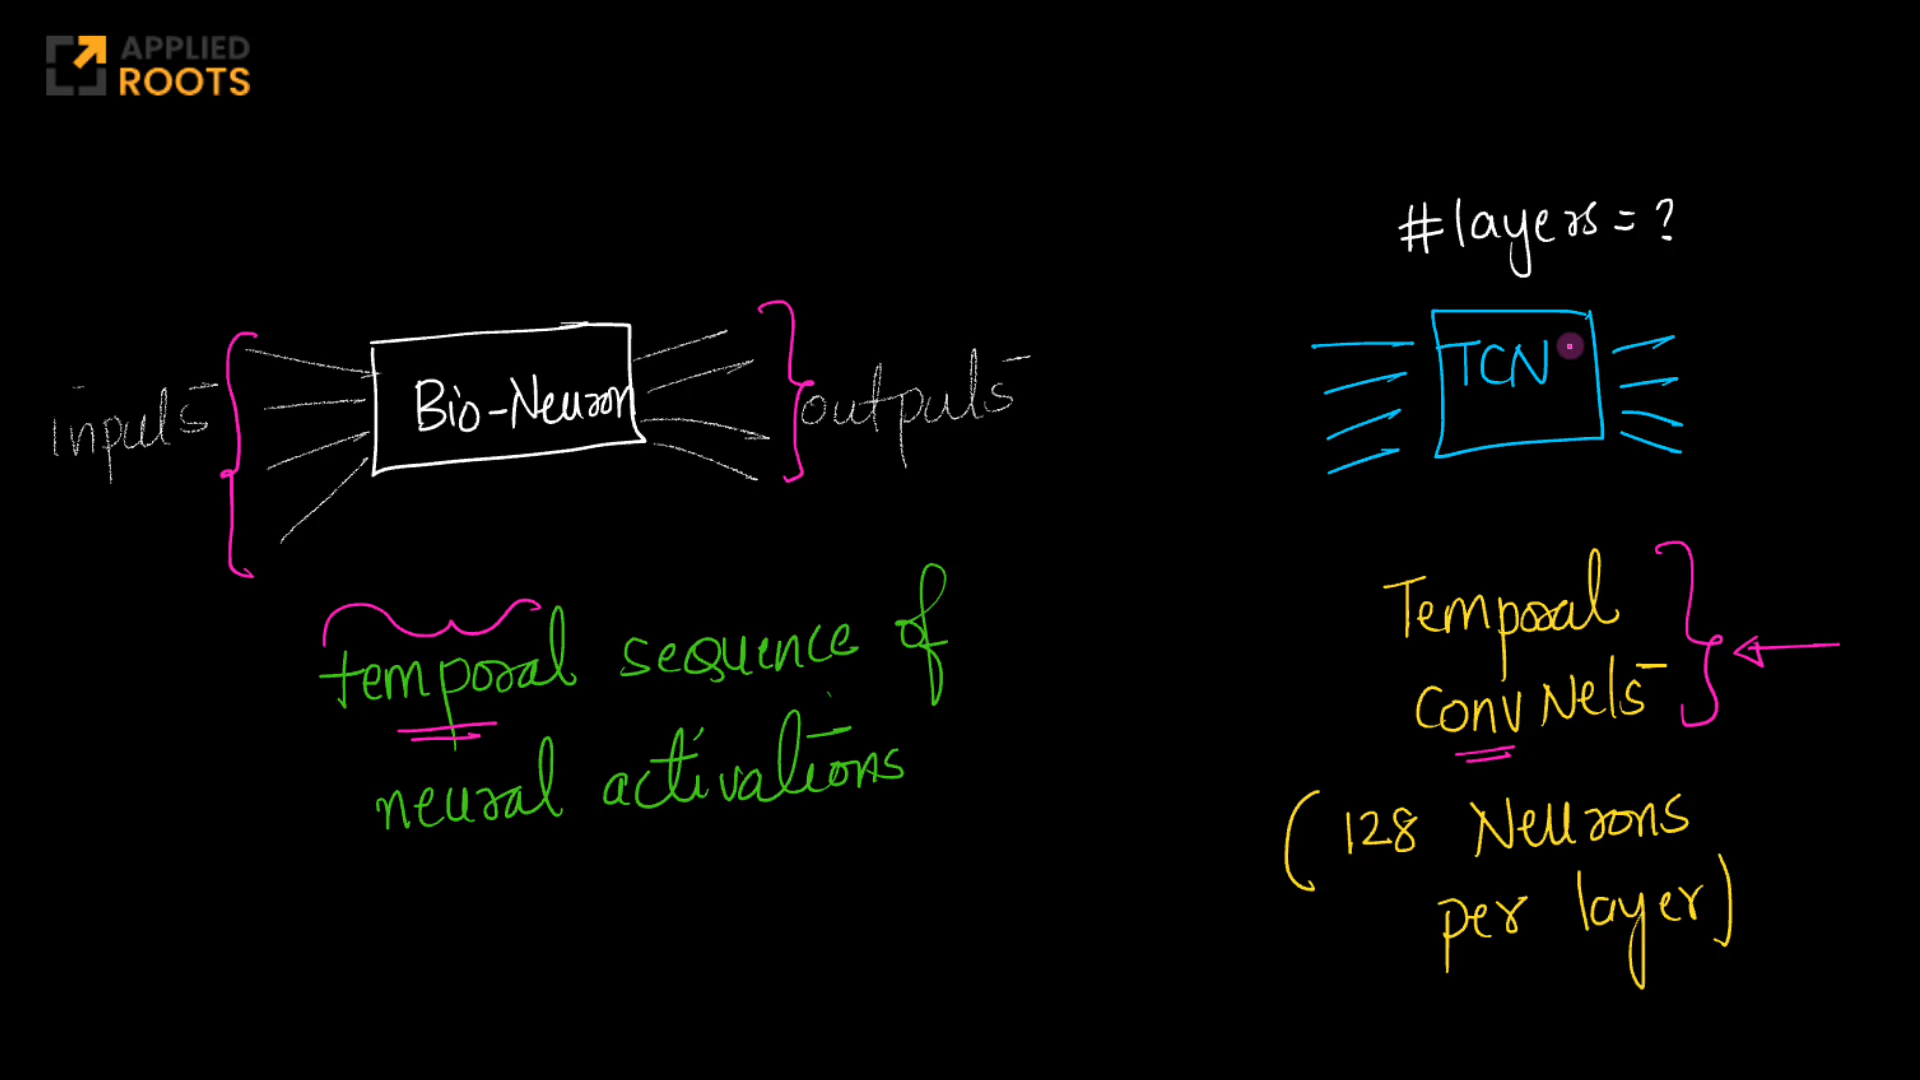 APPLIED
ROOTS
#layers = ?
inputs
Bio-Neuron
outputs
TCN
temporal sequence of
neural activations
Temporal
Conv Nets
(128 Neurons
per layer)